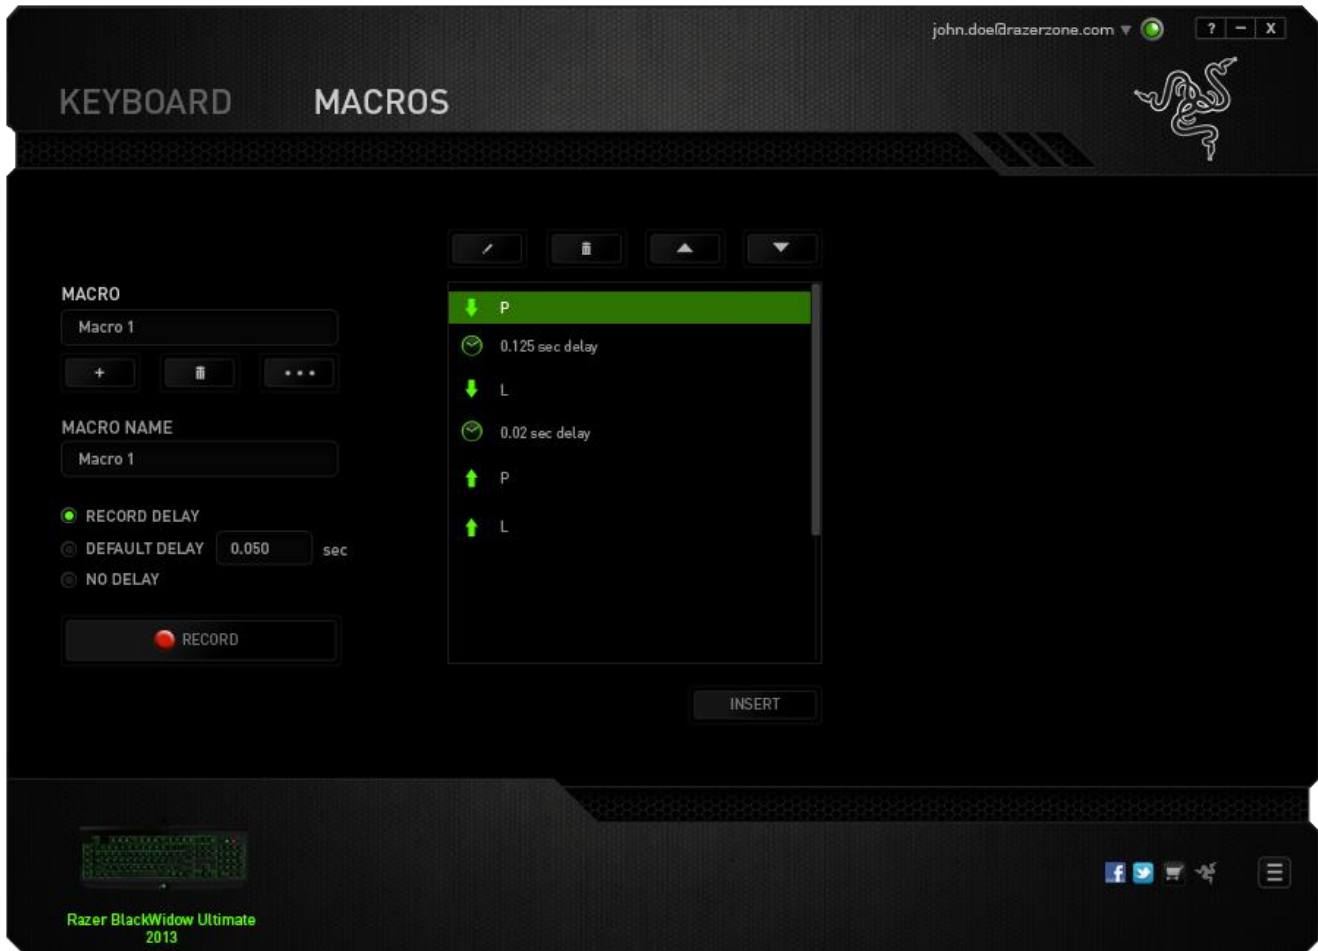 john.doe@razerzone.com
? - X
KEYBOARD MACROS
MACRO
Macro 1
+
MACRO NAME
Macro 1
RECORD DELAY
DEFAULT DELAY 0.050 sec
NO DELAY
RECORD
P
0.125 sec delay
L
0.02 sec delay
P
L
INSERT
Razer BlackWidow Ultimate
2013